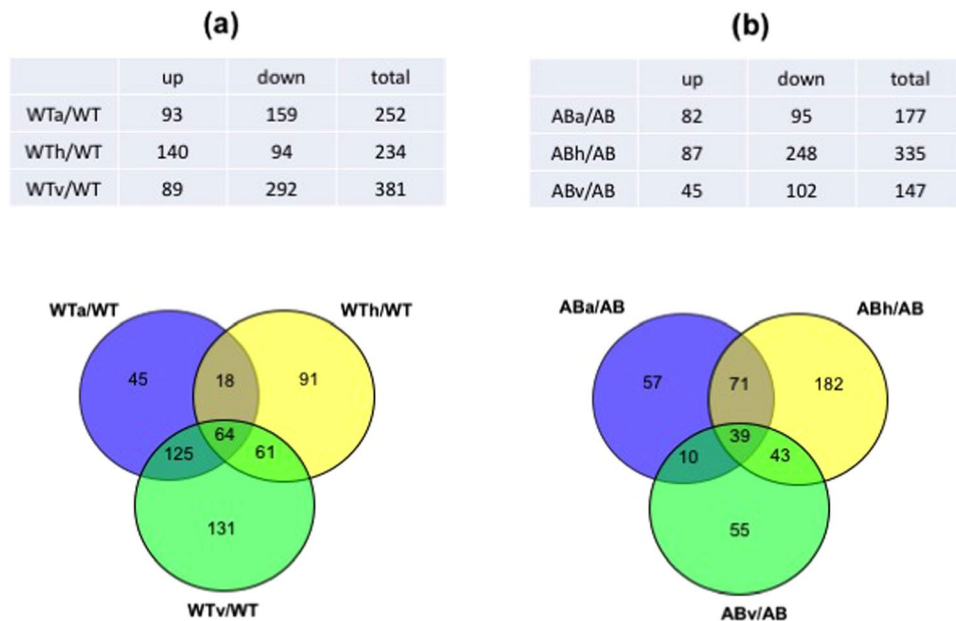 (a)
up down total
WTa/WT 93 159 252
WTh/WT 140 94 234
WTv/WT 89 292 381
WTa/WT
WTh/WT
45
18
91
64
125
61
131
WTv/WT
(b)
up down total
ABa/AB 82 95 177
ABh/AB 87 248 335
ABv/AB 45 102 147
ABa/AB
ABh/AB
57
71
182
39
10
43
55
ABv/AB